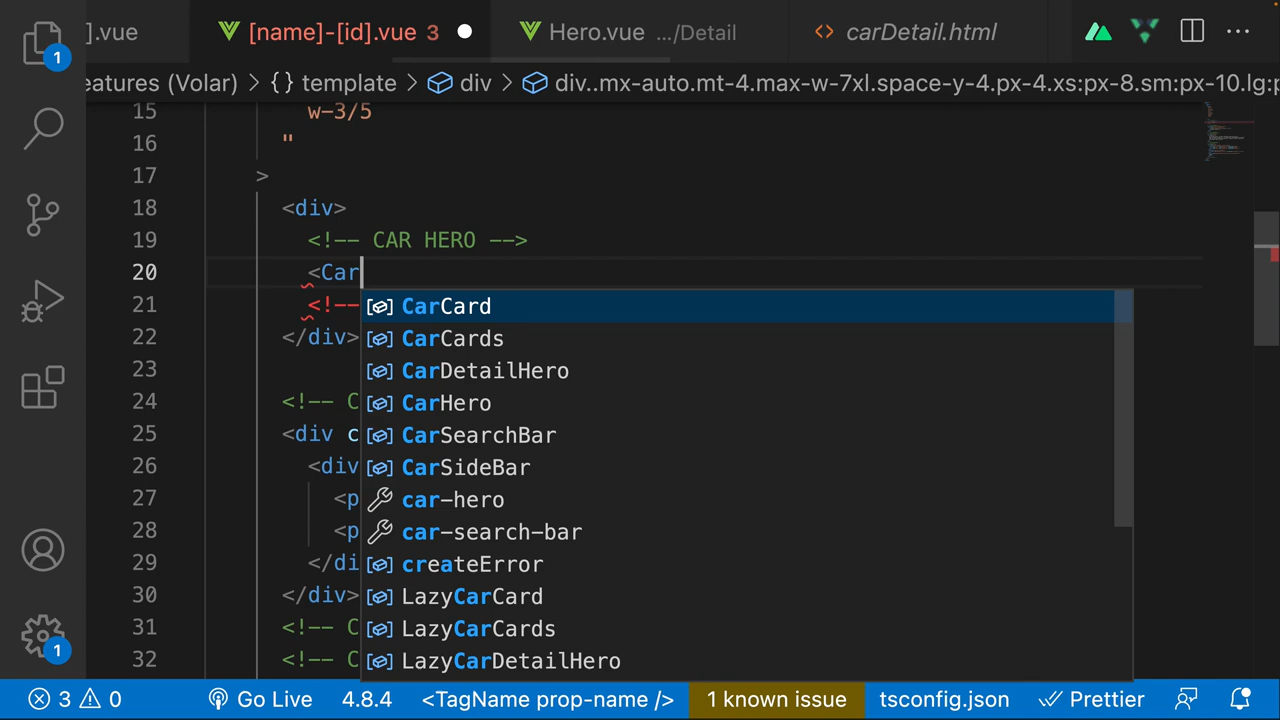 ].vue
[name]-[id].vue 3
Hero.vue .../Detail
<> carDetail.html
eatures (Volar) > {} template > div > div..mx-auto.mt-4.max-w-7xl.space-y-4.px-4.xs:px-8.sm:px-10.lg:p
15 w-3/5
16 "
17 >
18 <div>
19 <!-- CAR HERO -->
20 <Car
21 <!--
22 </div>
23
24 <!-- C
25 <div c
26 <div
27 <p
28 <p
29 </di
30 </div>
31 <!-- C
32 <!-- C
CarCard
CarCards
CarDetailHero
CarHero
CarSearchBar
CarSideBar
car-hero
car-search-bar
createError
LazyCarCard
LazyCarCards
LazyCarDetailHero
1
1
3 0 Go Live 4.8.4 <TagName prop-name /> 1 known issue tsconfig.json Prettier